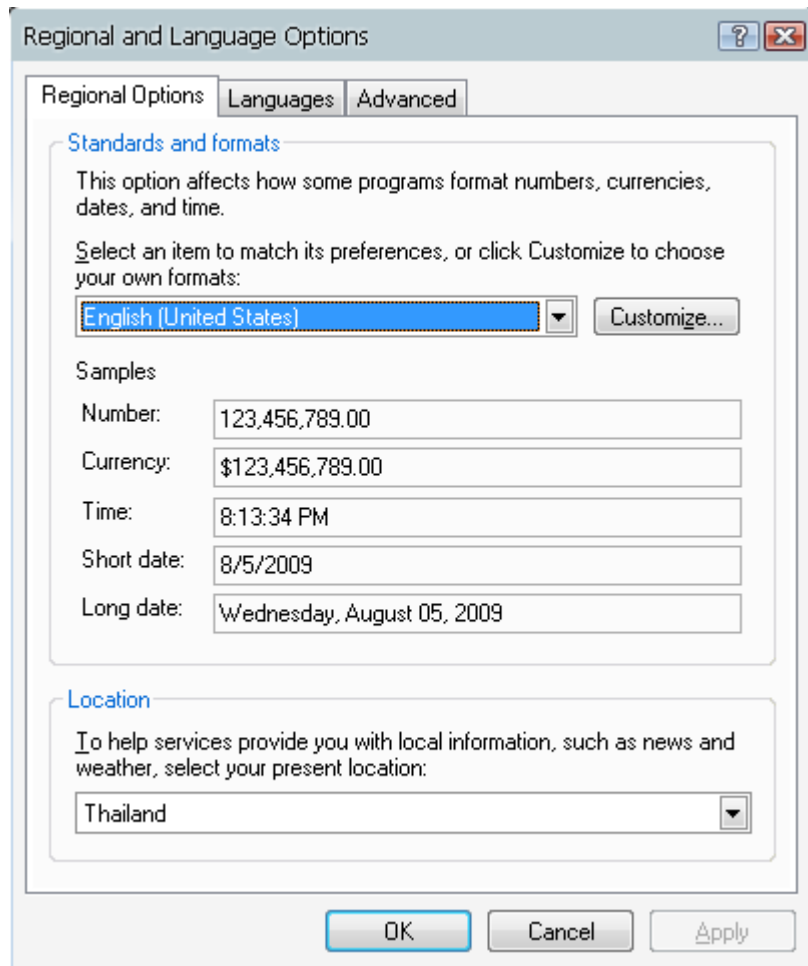 Regional and Language Options
Regional Options
Languages
Advanced
Standards and formats
This option affects how some programs format numbers, currencies,
dates, and time.
Select an item to match its preferences, or click Customize to choose
your own formats:
English (United States)
Customize...
Samples
Number:
123,456,789.00
Currency:
$123,456,789.00
Time:
8:13:34 PM
Short date:
8/5/2009
Long date:
Wednesday, August 05, 2009
Location
To help services provide you with local information, such as news and
weather, select your present location:
Thailand
OK
Cancel
Apply